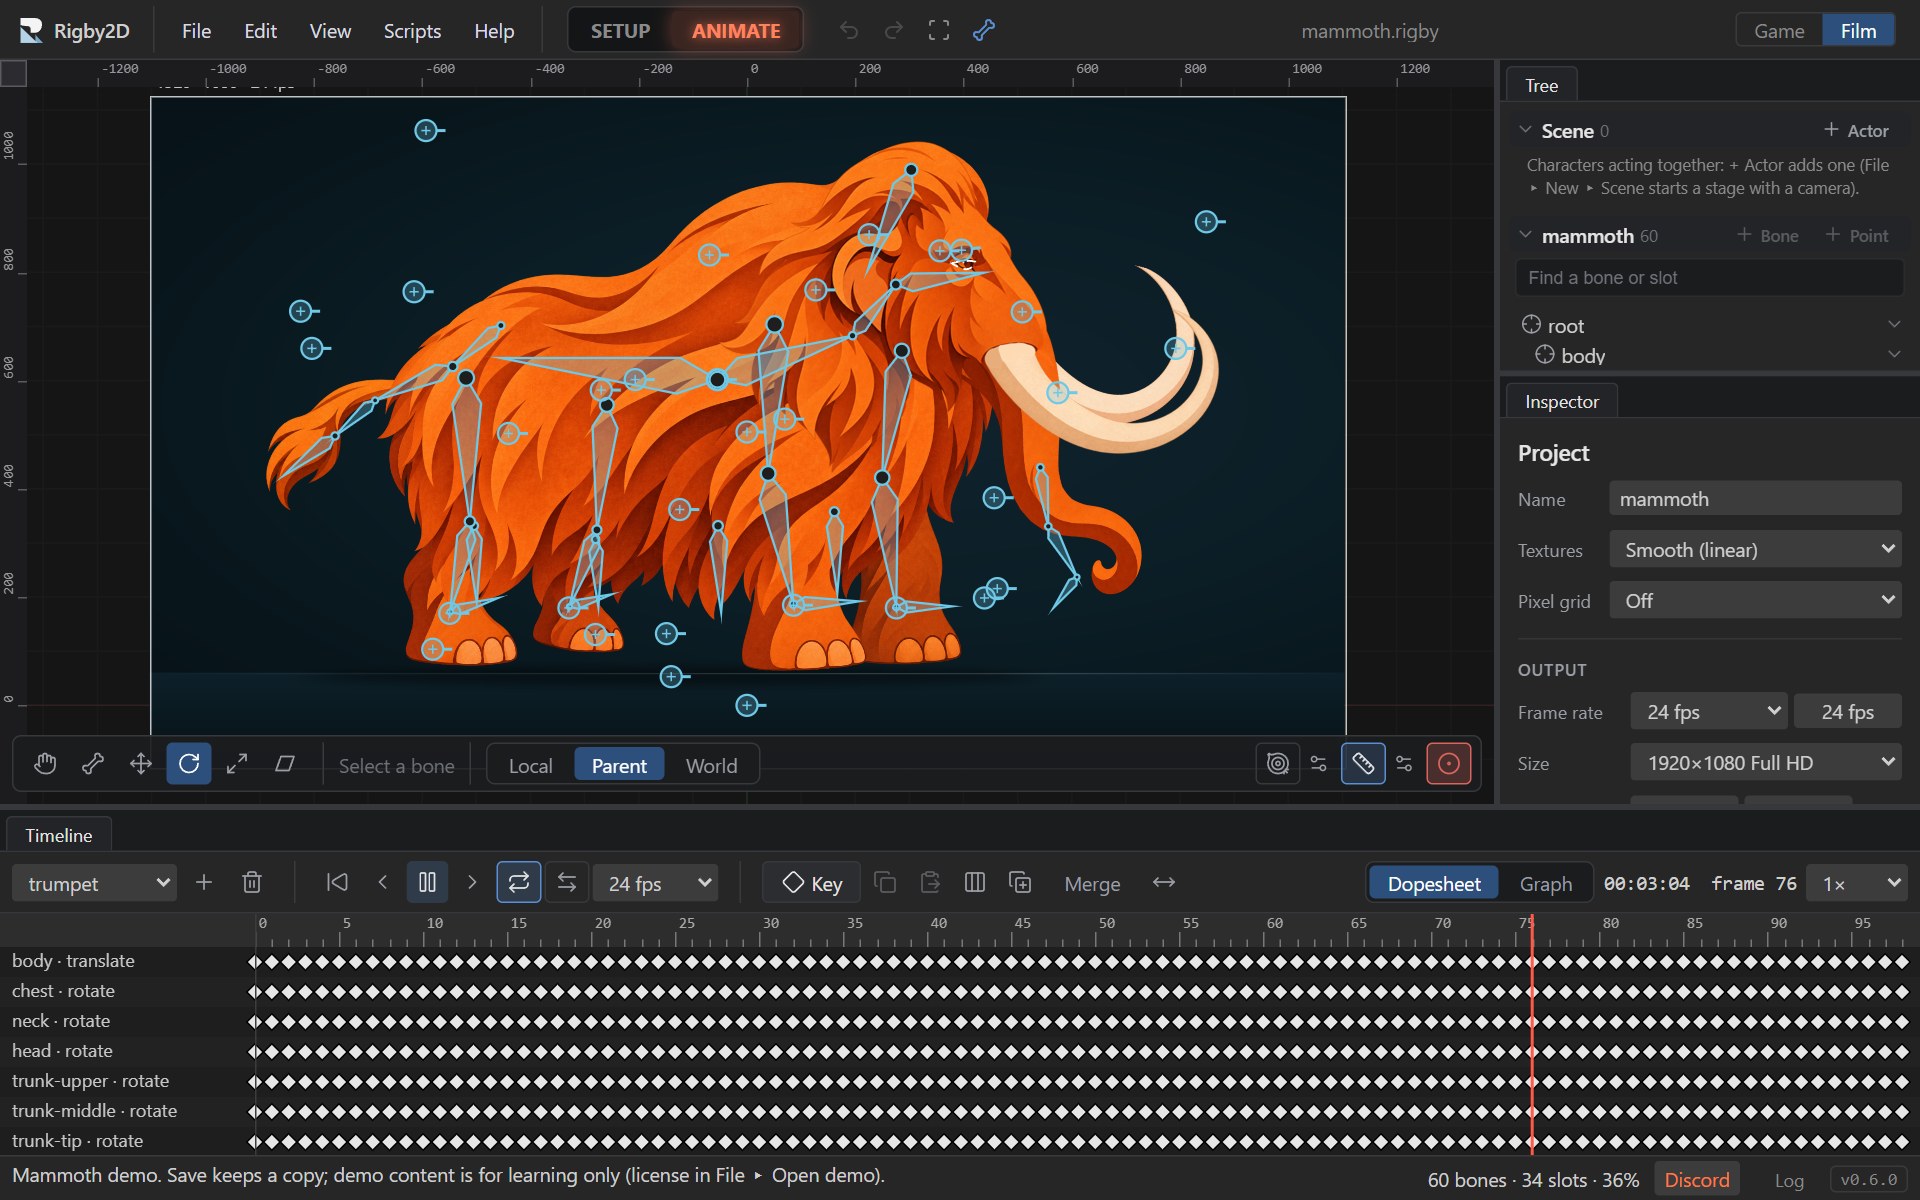 Rigby2D File Edit View Scripts Help SETUP ANIMATE mammoth.rigby Game Film
-1200 -1000 -800 -600 -400 -200 0 200 400 600 800 1000 1200
1000
800
600
400
200
0
Tree
Scene 0 + Actor
Characters acting together: + Actor adds one (File
▸ New ▸ Scene starts a stage with a camera).
mammoth 60 + Bone + Point
Find a bone or slot
root
body
Inspector
Project
Name mammoth
Textures Smooth (linear)
Pixel grid Off
OUTPUT
Frame rate 24 fps 24 fps
Size 1920×1080 Full HD
Select a bone Local Parent World
Timeline
trumpet 24 fps Key Merge Dopesheet Graph 00:03:04 frame 76 1×
0 5 10 15 20 25 30 35 40 45 50 55 60 65 70 75 80 85 90 95
body · translate
chest · rotate
neck · rotate
head · rotate
trunk-upper · rotate
trunk-middle · rotate
trunk-tip · rotate
Mammoth demo. Save keeps a copy; demo content is for learning only (license in File ▸ Open demo).
60 bones · 34 slots · 36% Discord Log v0.6.0